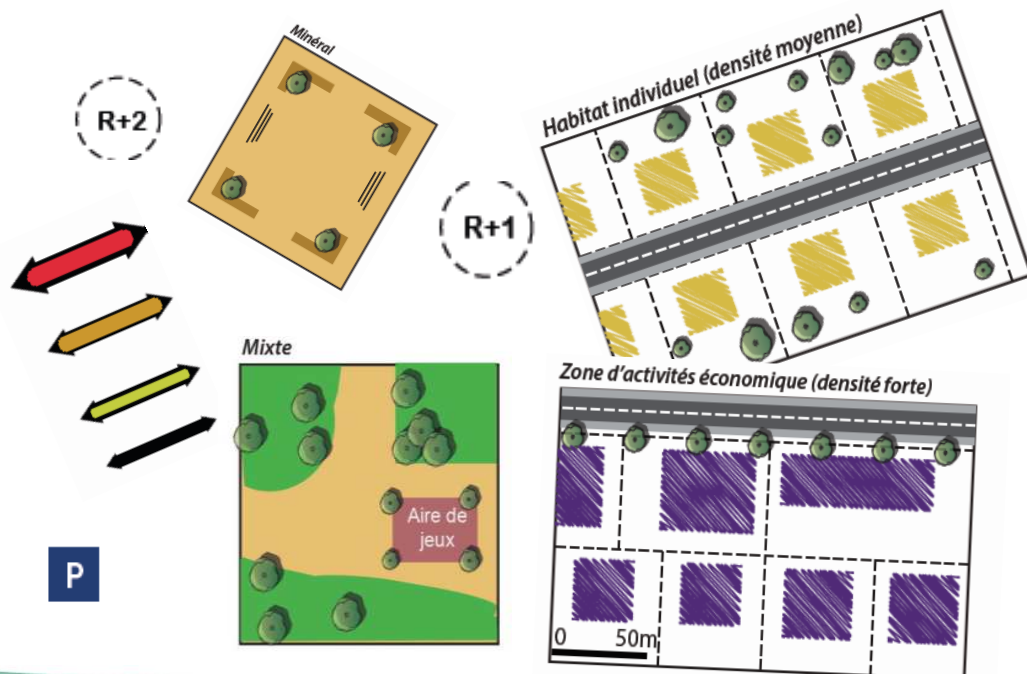 Minéral
Habitat individuel (densité moyenne)
R+2
R+1
Mixte
Zone d'activités économique (densité forte)
Aire de
jeux
P
0 50m